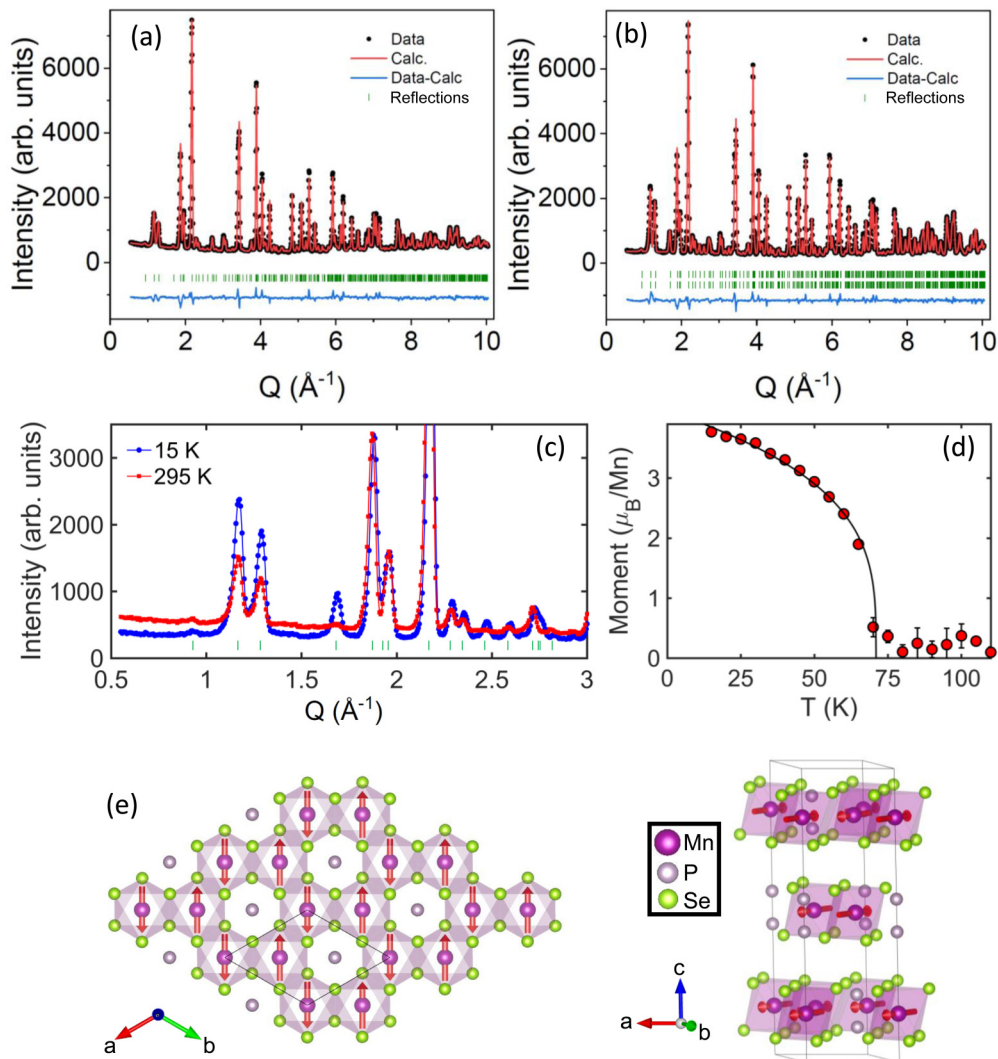 (a)
Data
Calc.
Data-Calc
Reflections
Intensity (arb. units)
6000
4000
2000
0
0 2 4 6 8 10
Q (Å⁻¹)
(b)
Data
Calc.
Data-Calc
Reflections
Intensity (arb. units)
6000
4000
2000
0
0 2 4 6 8 10
Q (Å⁻¹)
(c)
15 K
295 K
Intensity (arb. units)
3000
2000
1000
0
0.5 1 1.5 2 2.5 3
Q (Å⁻¹)
(d)
Moment (μB/Mn)
3
2
1
0
0 25 50 75 100
T (K)
(e)
a
b
Mn
P
Se
c
a
b